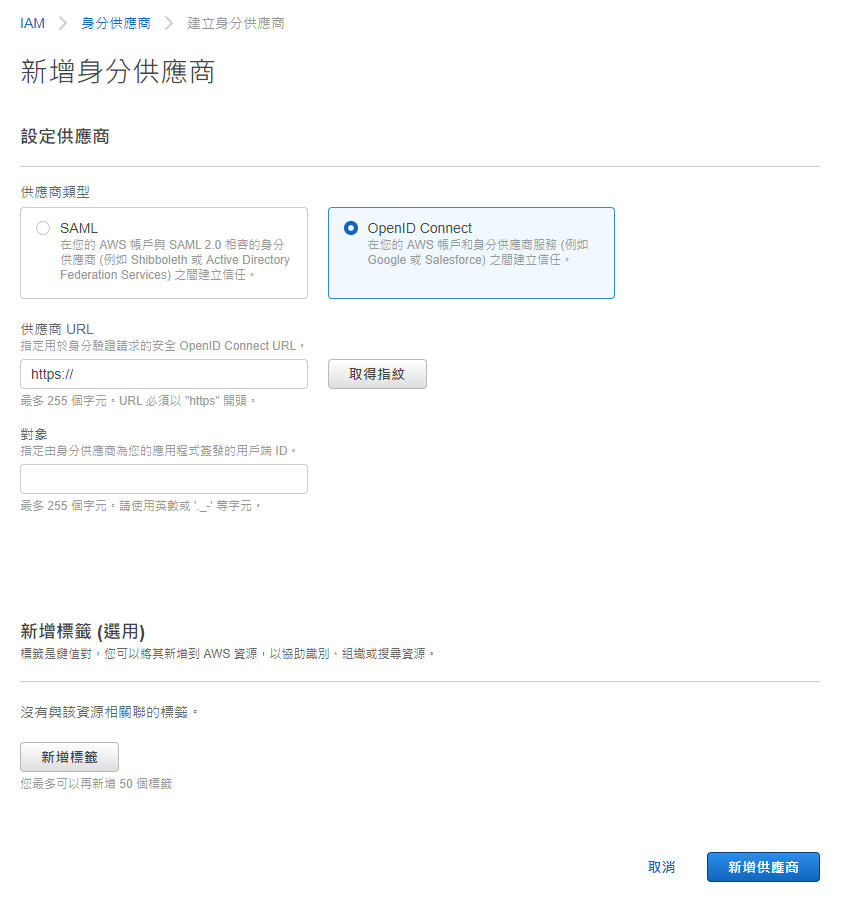 IAM > 身分供應商 > 建立身分供應商
新增身分供應商
設定供應商
供應商類型
SAML
在您的 AWS 帳戶與 SAML 2.0 相容的身分
供應商 (例如 Shibboleth 或 Active Directory
Federation Services) 之間建立信任。
OpenID Connect
在您的 AWS 帳戶和身分供應商服務 (例如
Google 或 Salesforce) 之間建立信任。
供應商 URL
指定用於身分驗證請求的安全 OpenID Connect URL。
https://
取得指紋
最多 255 個字元。URL 必須以 "https" 開頭。
對象
指定由身分供應商為您的應用程式簽發的用戶端 ID。
最多 255 個字元。請使用英數或 '._-' 等字元。
新增標籤 (選用)
標籤是鍵值對，您可以將其新增到 AWS 資源，以協助識別、組織或搜尋資源。
沒有與該資源相關聯的標籤。
新增標籤
您最多可以再新增 50 個標籤
取消
新增供應商